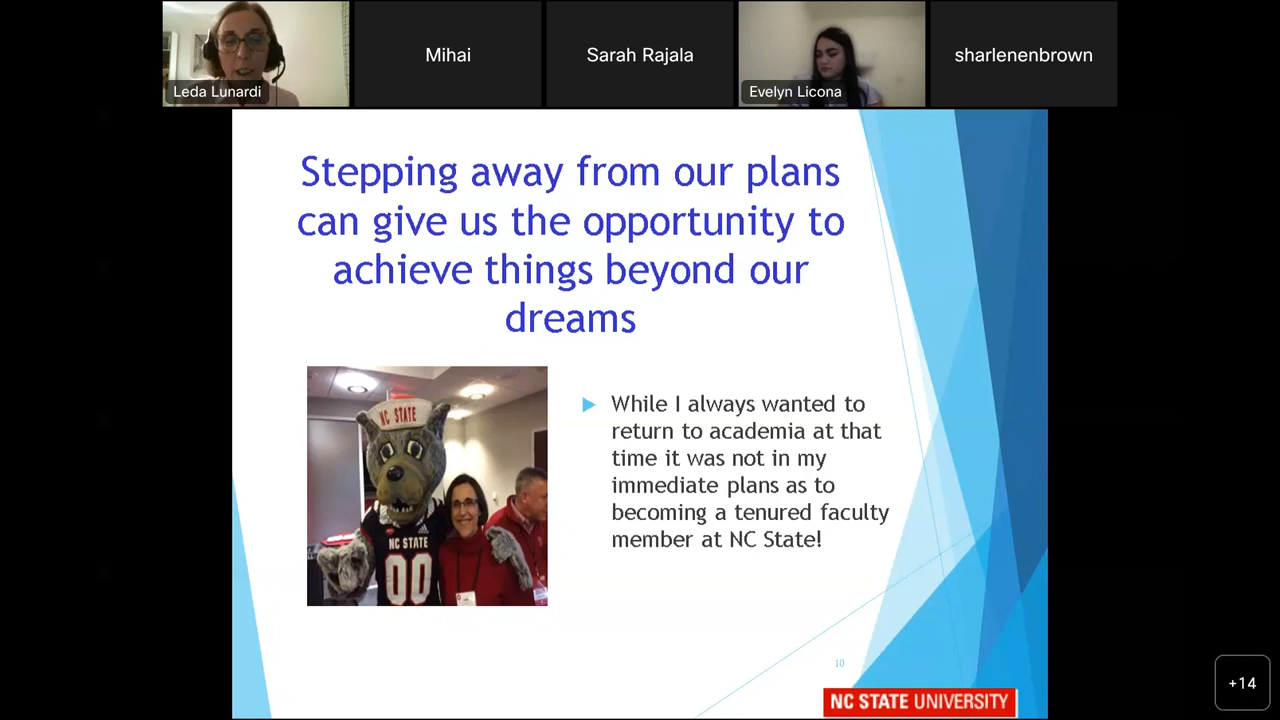 Leda Lunardi
Mihai
Sarah Rajala
Evelyn Licona
sharlenenbrown
Stepping away from our plans
can give us the opportunity to
achieve things beyond our
dreams
NC STATE
NC STATE
00
While I always wanted to
return to academia at that
time it was not in my
immediate plans as to
becoming a tenured faculty
member at NC State!
10
NC STATE UNIVERSITY
+14